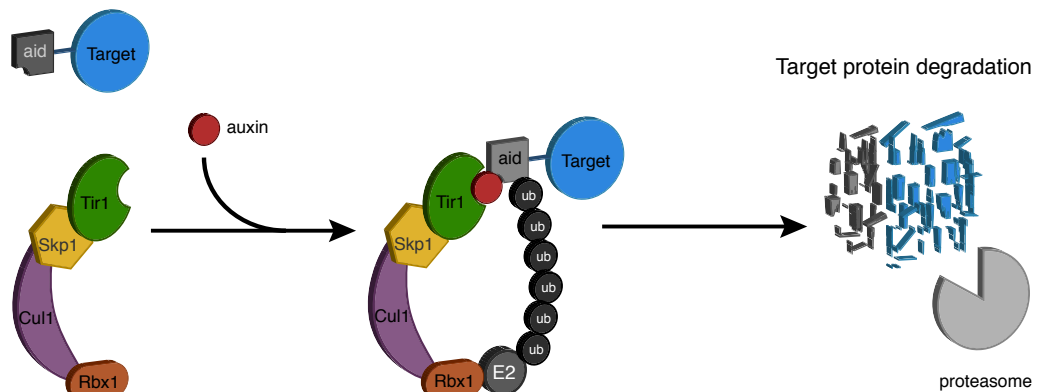 aid
Target
Target protein degradation
auxin
Tir1
Skp1
Cul1
Rbx1
aid
Target
Tir1
Skp1
Cul1
Rbx1
E2
ub
ub
ub
ub
ub
ub
proteasome